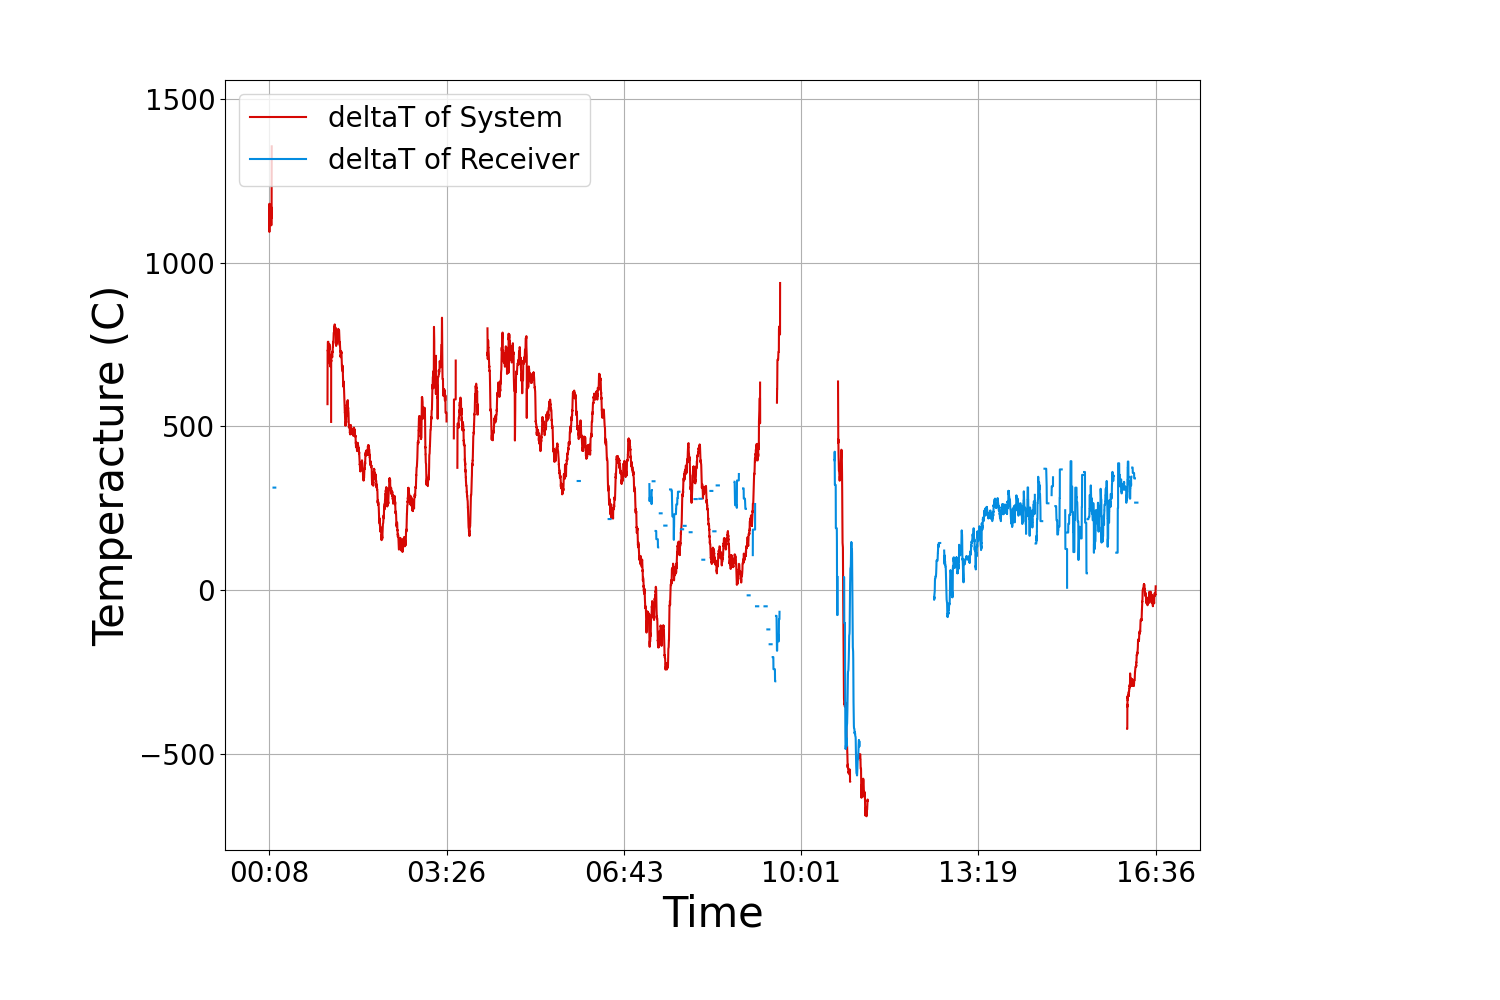 1500
1000
500
0
−500
deltaT of System
deltaT of Receiver
Temperacture (C)
00:08 03:26 06:43 10:01 13:19 16:36
Time